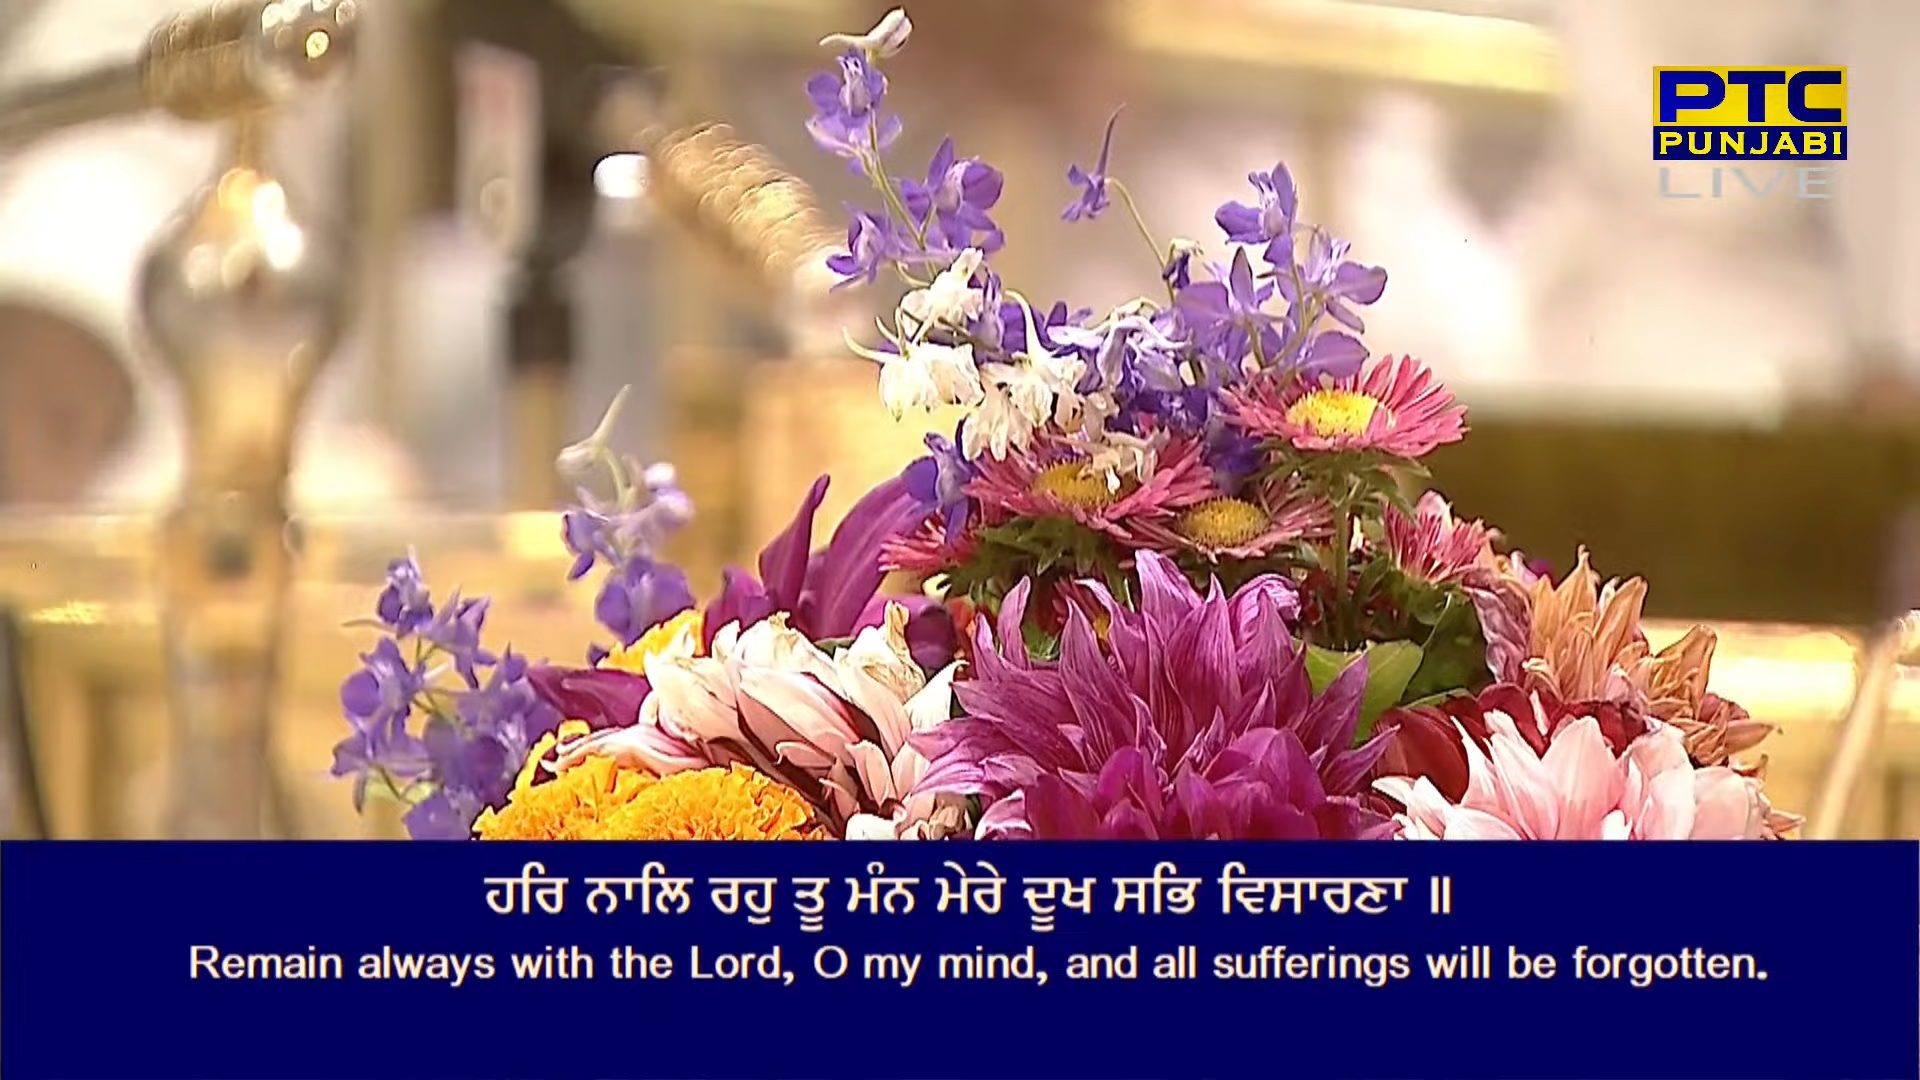 PTC
PUNJABI
LIVE
ਹਰਿ ਨਾਲਿ ਰਹੁ ਤੂ ਮੰਨ ਮੇਰੇ ਦੂਖ ਸਭਿ ਵਿਸਾਰਣਾ ॥
Remain always with the Lord, O my mind, and all sufferings will be forgotten.